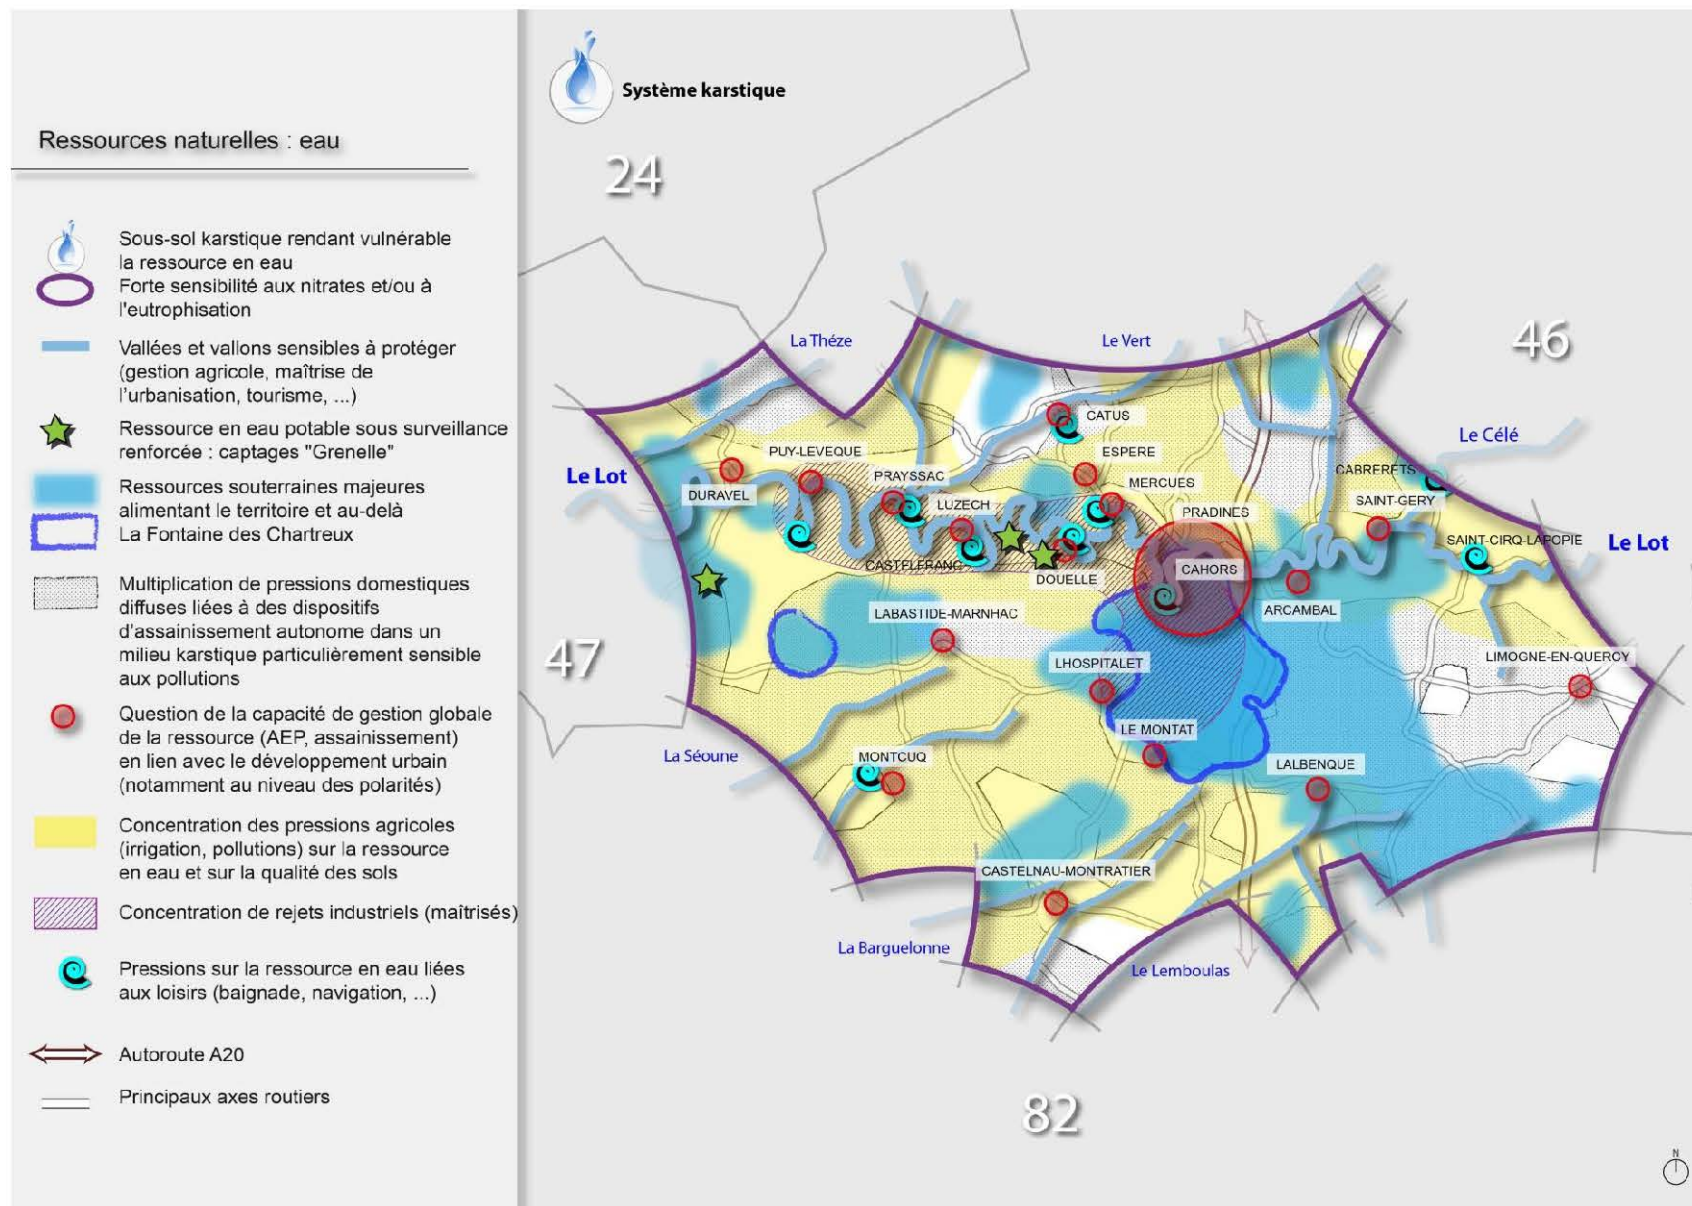 Ressources naturelles : eau
Sous-sol karstique rendant vulnérable
la ressource en eau
Forte sensibilité aux nitrates et/ou à
l'eutrophisation
Vallées et vallons sensibles à protéger
(gestion agricole, maîtrise de
l'urbanisation, tourisme, ...)
Ressource en eau potable sous surveillance
renforcée : captages "Grenelle"
Ressources souterraines majeures
alimentant le territoire et au-delà
La Fontaine des Chartreux
Multiplication de pressions domestiques
diffuses liées à des dispositifs
d'assainissement autonome dans un
milieu karstique particulièrement sensible
aux pollutions
Question de la capacité de gestion globale
de la ressource (AEP, assainissement)
en lien avec le développement urbain
(notamment au niveau des polarités)
Concentration des pressions agricoles
(irrigation, pollutions) sur la ressource
en eau et sur la qualité des sols
Concentration de rejets industriels (maîtrisés)
Pressions sur la ressource en eau liées
aux loisirs (baignade, navigation, ...)
Autoroute A20
Principaux axes routiers
Système karstique
24
46
La Théze
Le Vert
CATUS
Le Célé
PUY-LEVEQUE
ESPERE
CABRERETS
Le Lot
DURAVEL
PRAYSSAC
MERCUES
SAINT-GERY
LUZECH
PRADINES
SAINT-CIRQ-LAPOPIE
Le Lot
CASTELFRANC
DOUELLE
CAHORS
ARCAMBAL
LABASTIDE-MARNHAC
47
LHOSPITALET
LIMOGNE-EN-QUERCY
La Séoune
LE MONTAT
MONTCUQ
LALBENQUE
CASTELNAU-MONTRATIER
La Barguelonne
Le Lemboulas
82
N